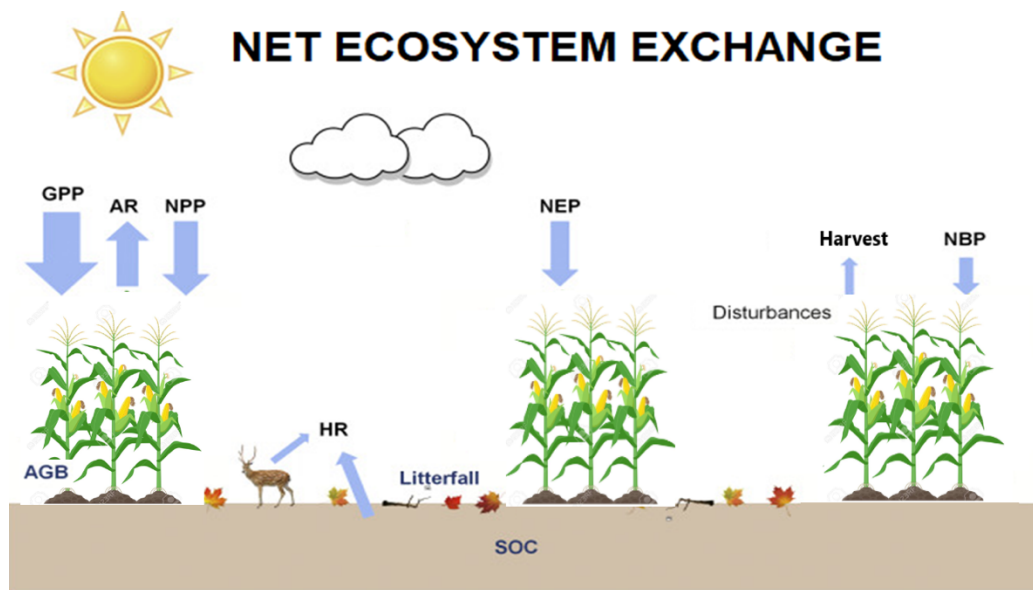 NET ECOSYSTEM EXCHANGE
GPP
AR
NPP
NEP
Harvest
NBP
Disturbances
HR
AGB
Litterfall
SOC